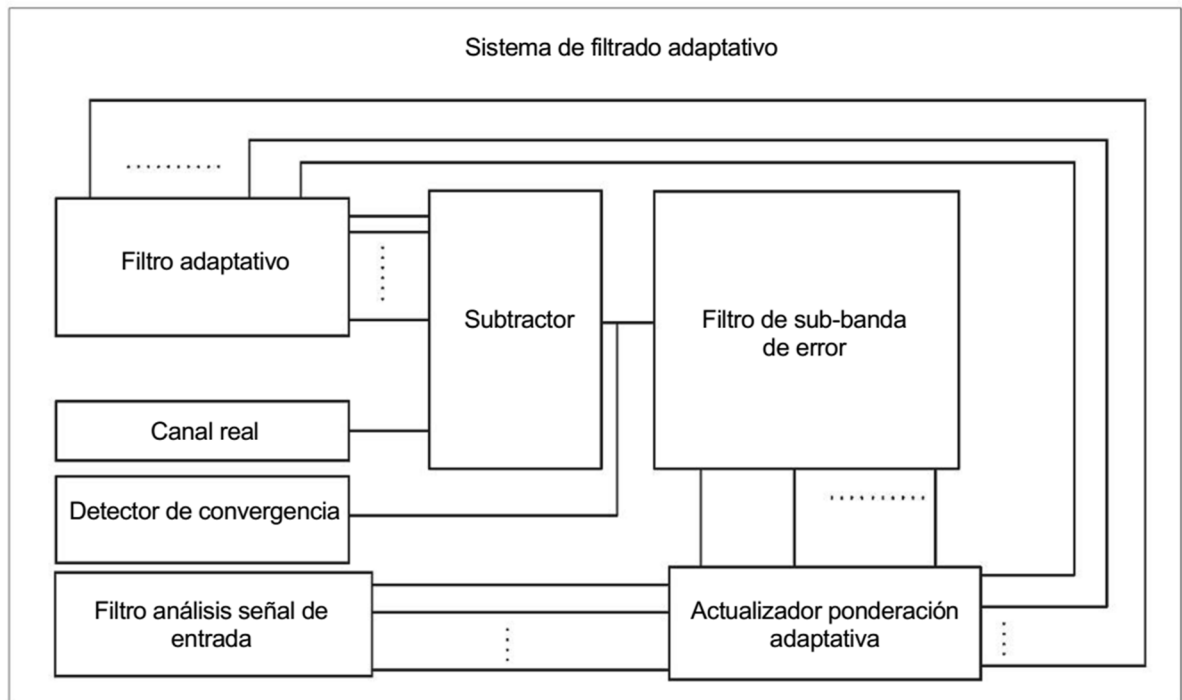 Sistema de filtrado adaptativo
Filtro adaptativo
Subtractor
Filtro de sub-banda
de error
Canal real
Detector de convergencia
Filtro análisis señal de
entrada
Actualizador ponderación
adaptativa